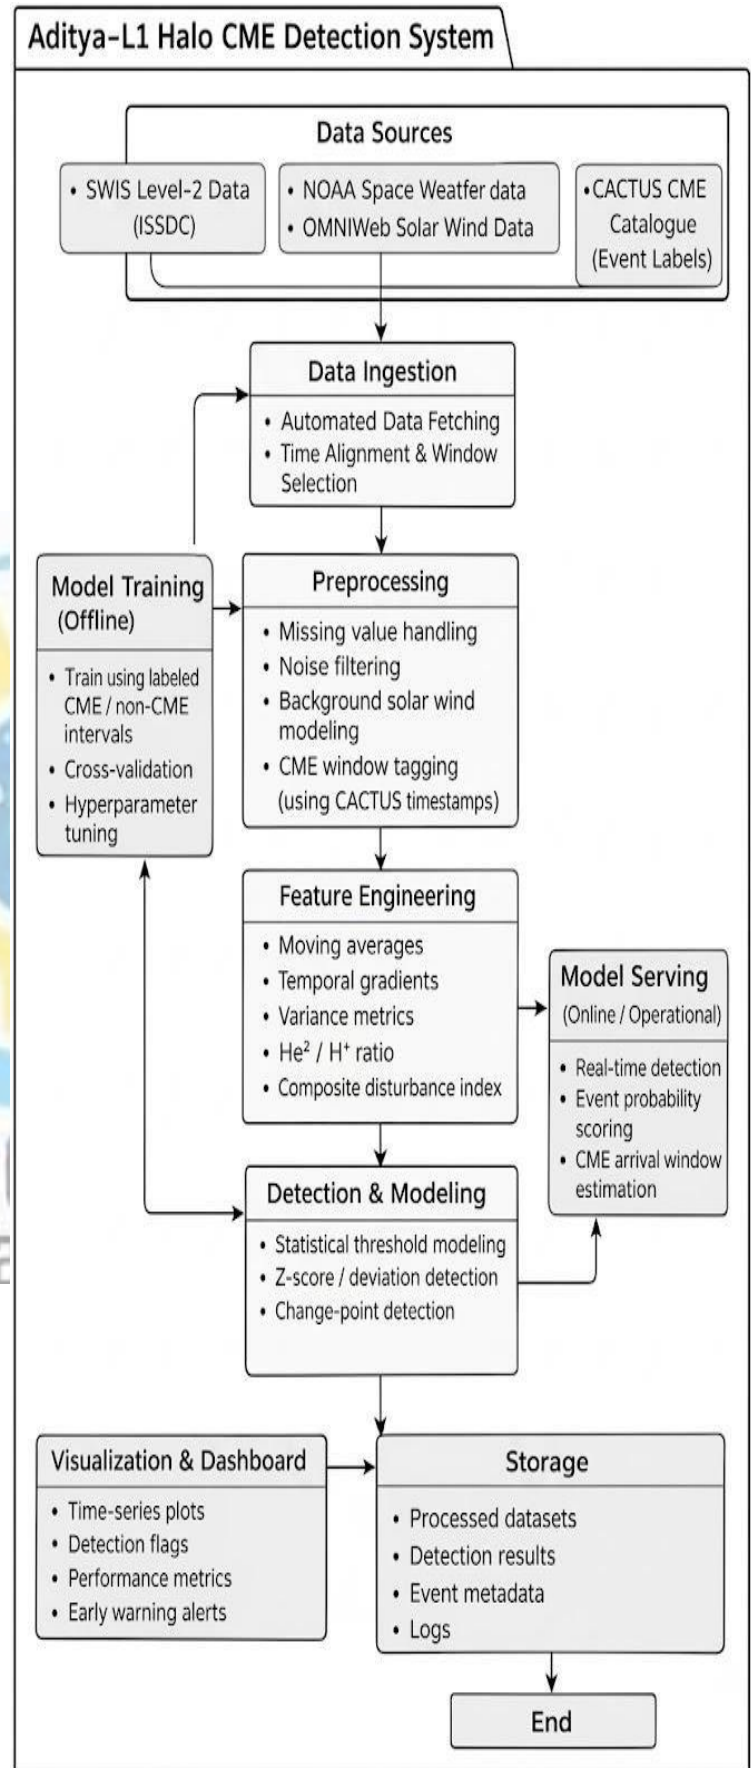 Aditya-L1 Halo CME Detection System
Data Sources
• SWIS Level-2 Data
(ISSDC)
• NOAA Space Weatfer data
• OMNIWeb Solar Wind Data
• CACTUS CME
Catalogue
(Event Labels)
Data Ingestion
• Automated Data Fetching
• Time Alignment & Window
Selection
Model Training
(Offline)
• Train using labeled
CME / non-CME
intervals
• Cross-validation
• Hyperparameter
tuning
Preprocessing
• Missing value handling
• Noise filtering
• Background solar wind
modeling
• CME window tagging
(using CACTUS timestamps)
Feature Engineering
• Moving averages
• Temporal gradients
• Variance metrics
• He² / H⁺ ratio
• Composite disturbance index
Model Serving
(Online / Operational)
• Real-time detection
• Event probability
scoring
• CME arrival window
estimation
Detection & Modeling
• Statistical threshold modeling
• Z-score / deviation detection
• Change-point detection
Visualization & Dashboard
• Time-series plots
• Detection flags
• Performance metrics
• Early warning alerts
Storage
• Processed datasets
• Detection results
• Event metadata
• Logs
End